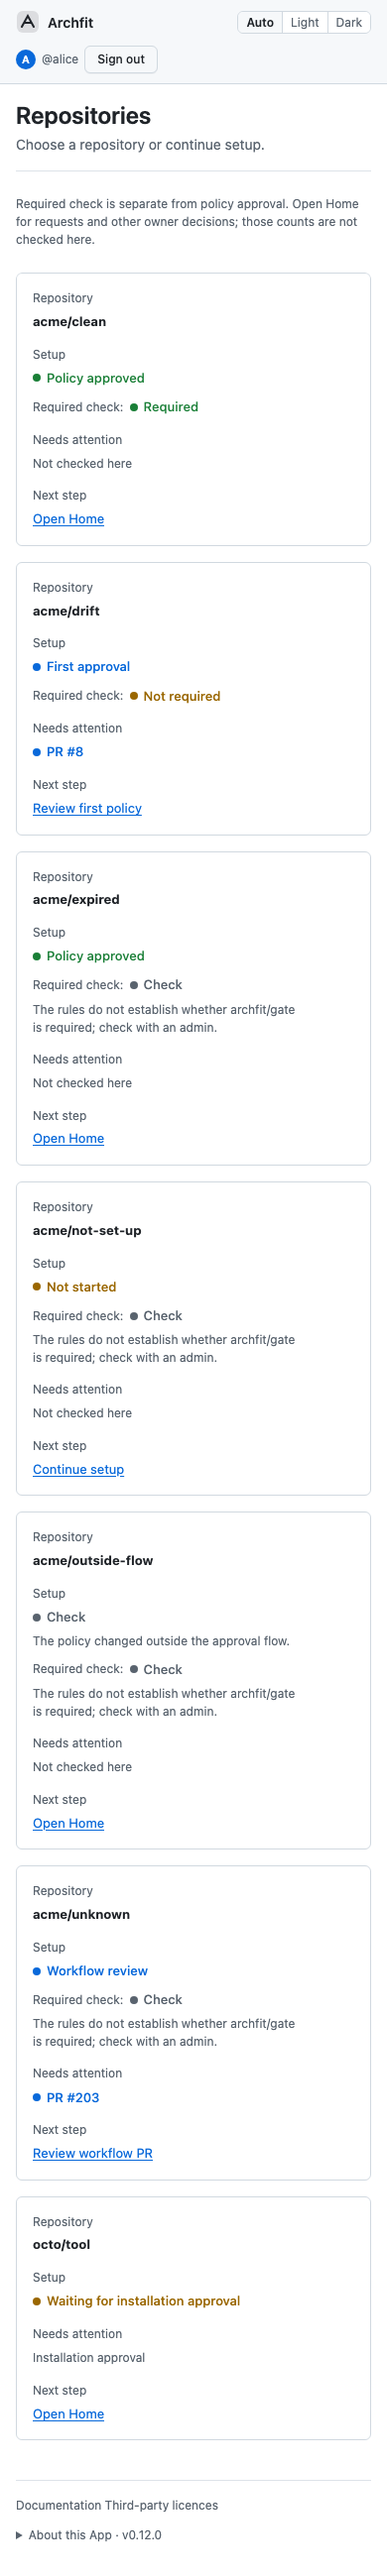 Archfit
Auto Light Dark
A @alice Sign out
Repositories
Choose a repository or continue setup.
Required check is separate from policy approval. Open Home
for requests and other owner decisions; those counts are not
checked here.
Repository
acme/clean
Setup
Policy approved
Required check: Required
Needs attention
Not checked here
Next step
Open Home
Repository
acme/drift
Setup
First approval
Required check: Not required
Needs attention
PR #8
Next step
Review first policy
Repository
acme/expired
Setup
Policy approved
Required check: Check
The rules do not establish whether archfit/gate
is required; check with an admin.
Needs attention
Not checked here
Next step
Open Home
Repository
acme/not-set-up
Setup
Not started
Required check: Check
The rules do not establish whether archfit/gate
is required; check with an admin.
Needs attention
Not checked here
Next step
Continue setup
Repository
acme/outside-flow
Setup
Check
The policy changed outside the approval flow.
Required check: Check
The rules do not establish whether archfit/gate
is required; check with an admin.
Needs attention
Not checked here
Next step
Open Home
Repository
acme/unknown
Setup
Workflow review
Required check: Check
The rules do not establish whether archfit/gate
is required; check with an admin.
Needs attention
PR #203
Next step
Review workflow PR
Repository
octo/tool
Setup
Waiting for installation approval
Needs attention
Installation approval
Next step
Open Home
Documentation Third-party licences
About this App · v0.12.0